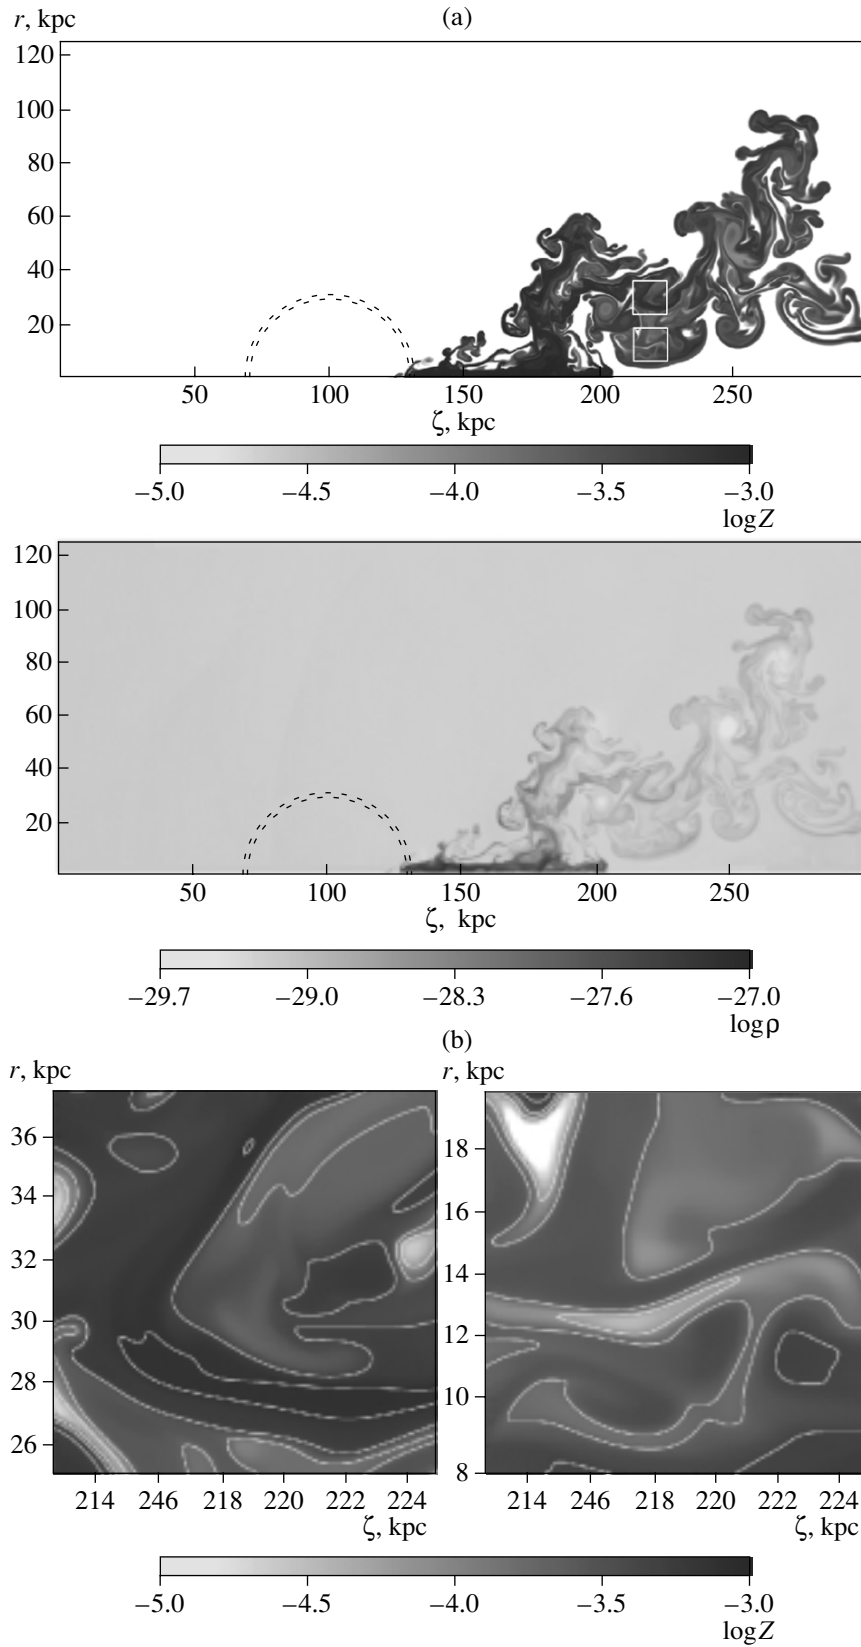 (a)
r, kpc
120
100
80
60
40
20
50 100 150 200 250
ζ, kpc
−5.0 −4.5 −4.0 −3.5 −3.0
logZ
120
100
80
60
40
20
50 100 150 200 250
ζ, kpc
−29.7 −29.0 −28.3 −27.6 −27.0
logρ
(b)
r, kpc
36
34
32
30
28
26
214 246 218 220 222 224
ζ, kpc
r, kpc
18
16
14
12
10
8
214 246 218 220 222 224
ζ, kpc
−5.0 −4.5 −4.0 −3.5 −3.0
logZ